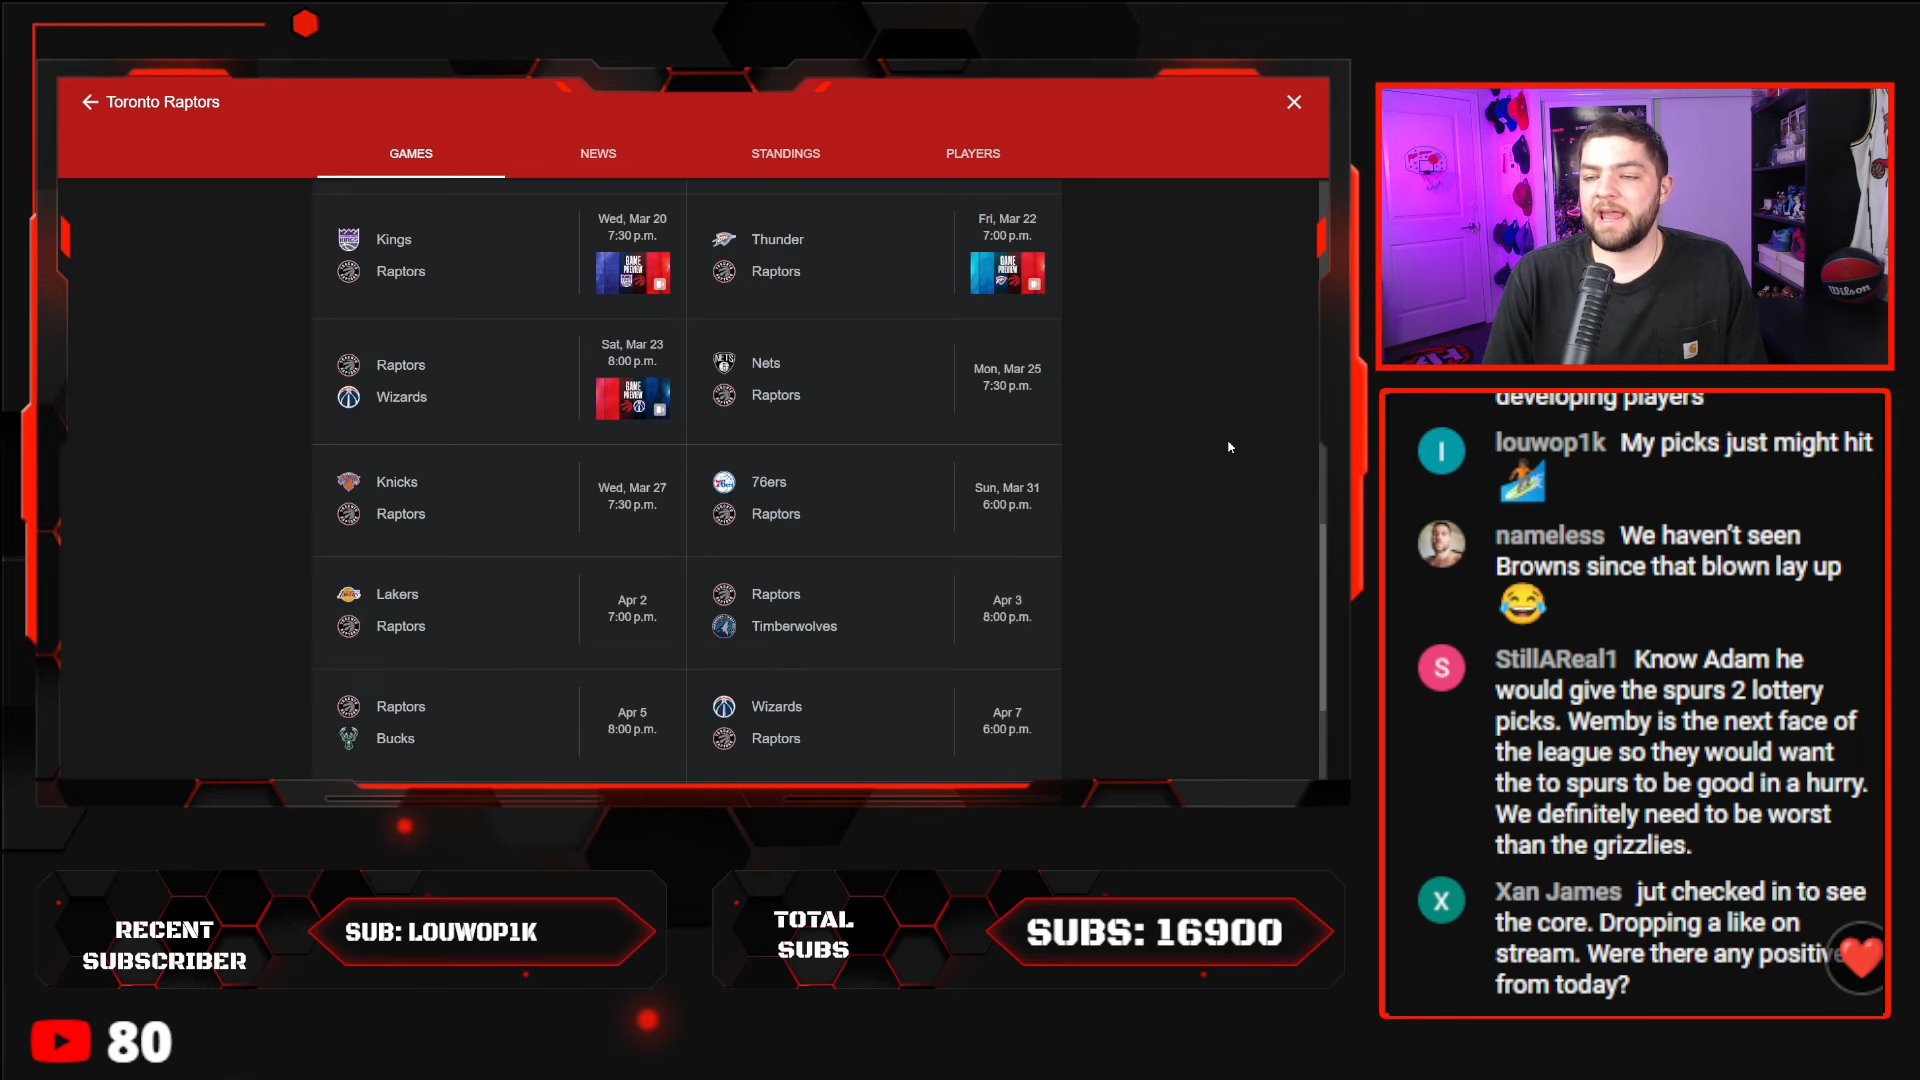 Toronto Raptors
GAMES
NEWS
STANDINGS
PLAYERS
Kings
Raptors
Wed, Mar 20
7:30 p.m.
GAME
PREVIEW
Thunder
Raptors
Fri, Mar 22
7:00 p.m.
GAME
PREVIEW
Raptors
Wizards
Sat, Mar 23
8:00 p.m.
GAME
PREVIEW
Nets
Raptors
Mon, Mar 25
7:30 p.m.
Knicks
Raptors
Wed, Mar 27
7:30 p.m.
76ers
Raptors
Sun, Mar 31
6:00 p.m.
Lakers
Raptors
Apr 2
7:00 p.m.
Raptors
Timberwolves
Apr 3
8:00 p.m.
Raptors
Bucks
Apr 5
8:00 p.m.
Wizards
Raptors
Apr 7
6:00 p.m.
Wilson
developing players
louwop1k My picks just might hit
nameless We haven't seen
Browns since that blown lay up
S
StillAReal1 Know Adam he
would give the spurs 2 lottery
picks. Wemby is the next face of
the league so they would want
the to spurs to be good in a hurry.
We definitely need to be worst
than the grizzlies.
X
Xan James jut checked in to see
the core. Dropping a like on
stream. Were there any positive
from today?
RECENT
SUBSCRIBER
SUB: LOUWOP1K
TOTAL
SUBS
SUBS: 16900
80